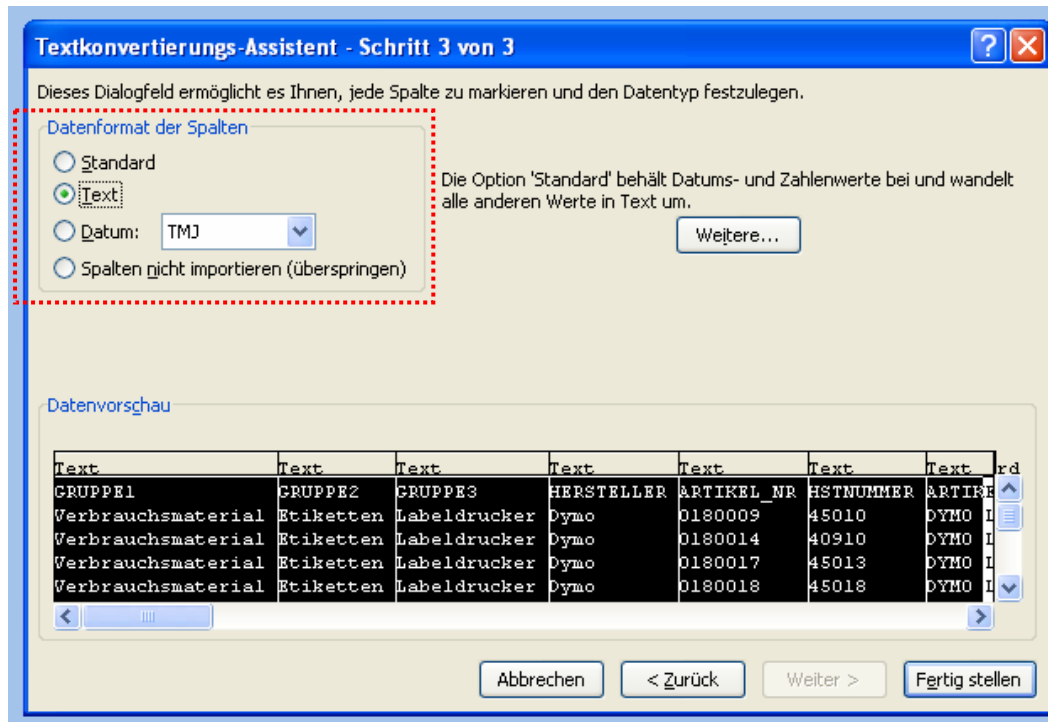 Textkonvertierungs-Assistent - Schritt 3 von 3
Dieses Dialogfeld ermöglicht es Ihnen, jede Spalte zu markieren und den Datentyp festzulegen.
Datenformat der Spalten
Standard
Text
Datum: TMJ
Spalten nicht importieren (überspringen)
Die Option 'Standard' behält Datums- und Zahlenwerte bei und wandelt
alle anderen Werte in Text um.
Weitere...
Datenvorschau
Text Text Text Text Text Text Text rd
GRUPPE1 GRUPPE2 GRUPPE3 HERSTELLER ARTIKEL_NR HSTNUMMER ARTIKE
Verbrauchsmaterial Etiketten Labeldrucker Dymo 0180009 45010 DYMO L
Verbrauchsmaterial Etiketten Labeldrucker Dymo 0180014 40910 DYMO L
Verbrauchsmaterial Etiketten Labeldrucker Dymo 0180017 45013 DYMO L
Verbrauchsmaterial Etiketten Labeldrucker Dymo 0180018 45018 DYMO L
Abbrechen < Zurück Weiter > Fertig stellen